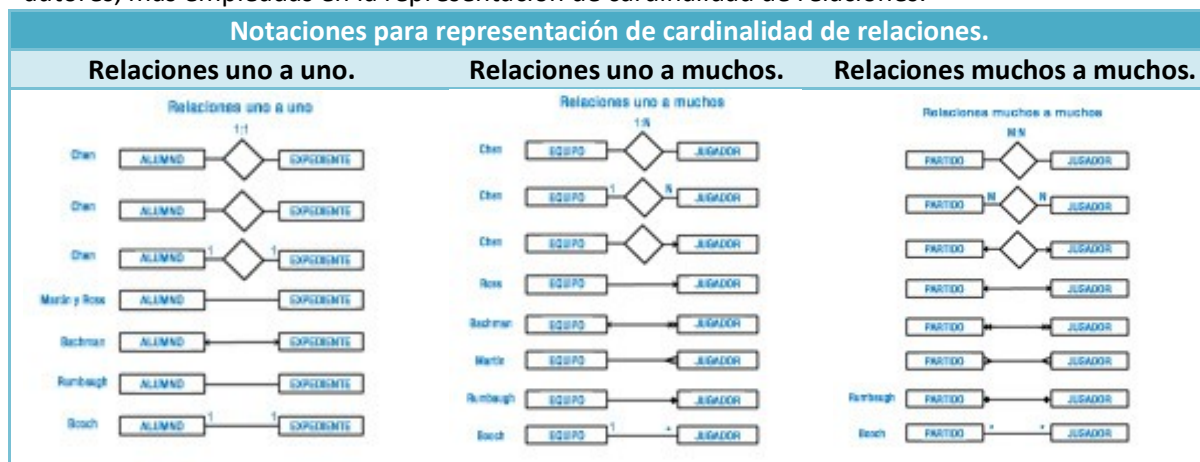 autores, más empleadas en la representación de cardinalidad de relaciones.
Notaciones para representación de cardinalidad de relaciones.
Relaciones uno a uno.
Relaciones uno a muchos.
Relaciones muchos a muchos.
Relaciones uno a uno
1:1
Chen ALUMNO EXPEDIENTE
Chen ALUMNO EXPEDIENTE
Chen ALUMNO 1 1 EXPEDIENTE
Martin y Ross ALUMNO EXPEDIENTE
Bachman ALUMNO EXPEDIENTE
Rumbaugh ALUMNO EXPEDIENTE
Booch ALUMNO 1 1 EXPEDIENTE
Relaciones uno a muchos
1:N
Chen EQUIPO JUGADOR
Chen EQUIPO 1 N JUGADOR
Chen EQUIPO JUGADOR
Ross EQUIPO JUGADOR
Bachman EQUIPO JUGADOR
Martin EQUIPO JUGADOR
Rumbaugh EQUIPO JUGADOR
Booch EQUIPO 1 * JUGADOR
Relaciones muchos a muchos
M:N
PARTIDO JUGADOR
PARTIDO M N JUGADOR
PARTIDO JUGADOR
PARTIDO JUGADOR
PARTIDO JUGADOR
PARTIDO JUGADOR
Rumbaugh PARTIDO JUGADOR
Booch PARTIDO * * JUGADOR